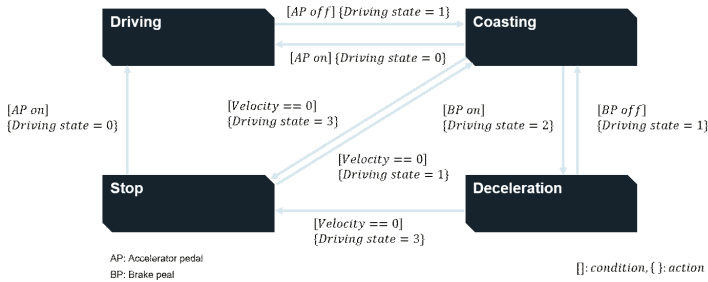 Driving
[AP off] {Driving state = 1}
Coasting
[AP on] {Driving state = 0}
[AP on]
{Driving state = 0}
[Velocity == 0]
{Driving state = 3}
[BP on]
{Driving state = 2}
[BP off]
{Driving state = 1}
[Velocity == 0]
{Driving state = 1}
Stop
Deceleration
[Velocity == 0]
{Driving state = 3}
AP: Accelerator pedal
BP: Brake peal
[]: condition, { }: action